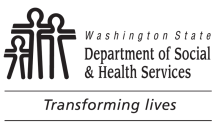 Washington State
Department of Social
& Health Services
Transforming lives